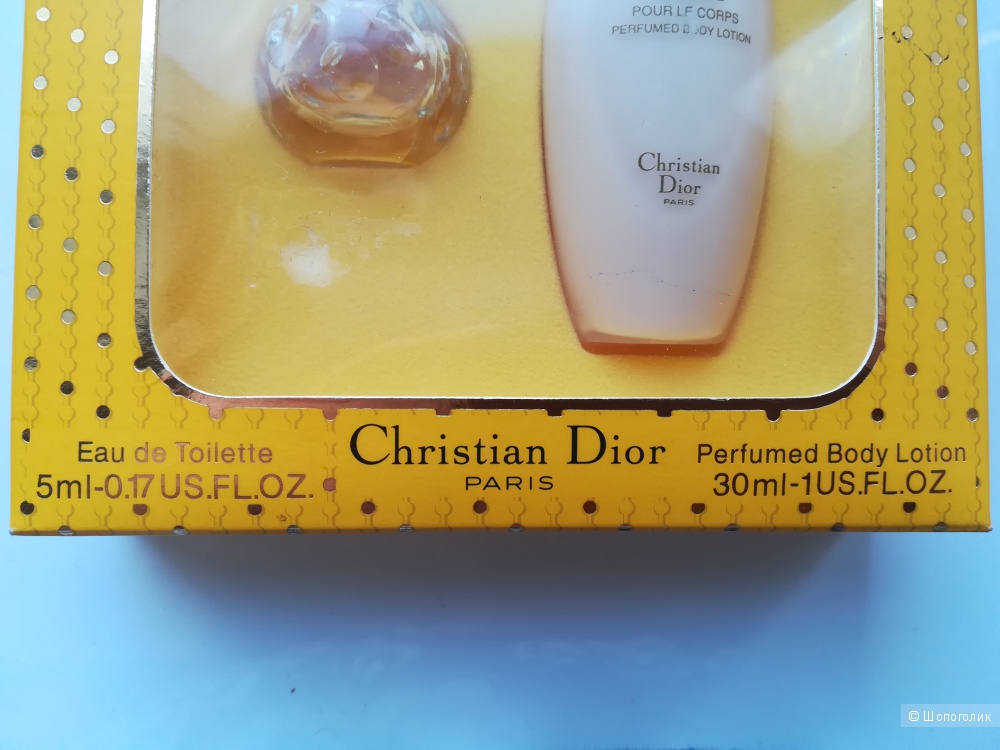 POUR LE CORPS
PERFUMED BODY LOTION
Christian
Dior
PARIS
Eau de Toilette
5ml-0.17US.FL.OZ.
Christian Dior
PARIS
Perfumed Body Lotion
30ml-1US.FL.OZ.
© Шопоголик